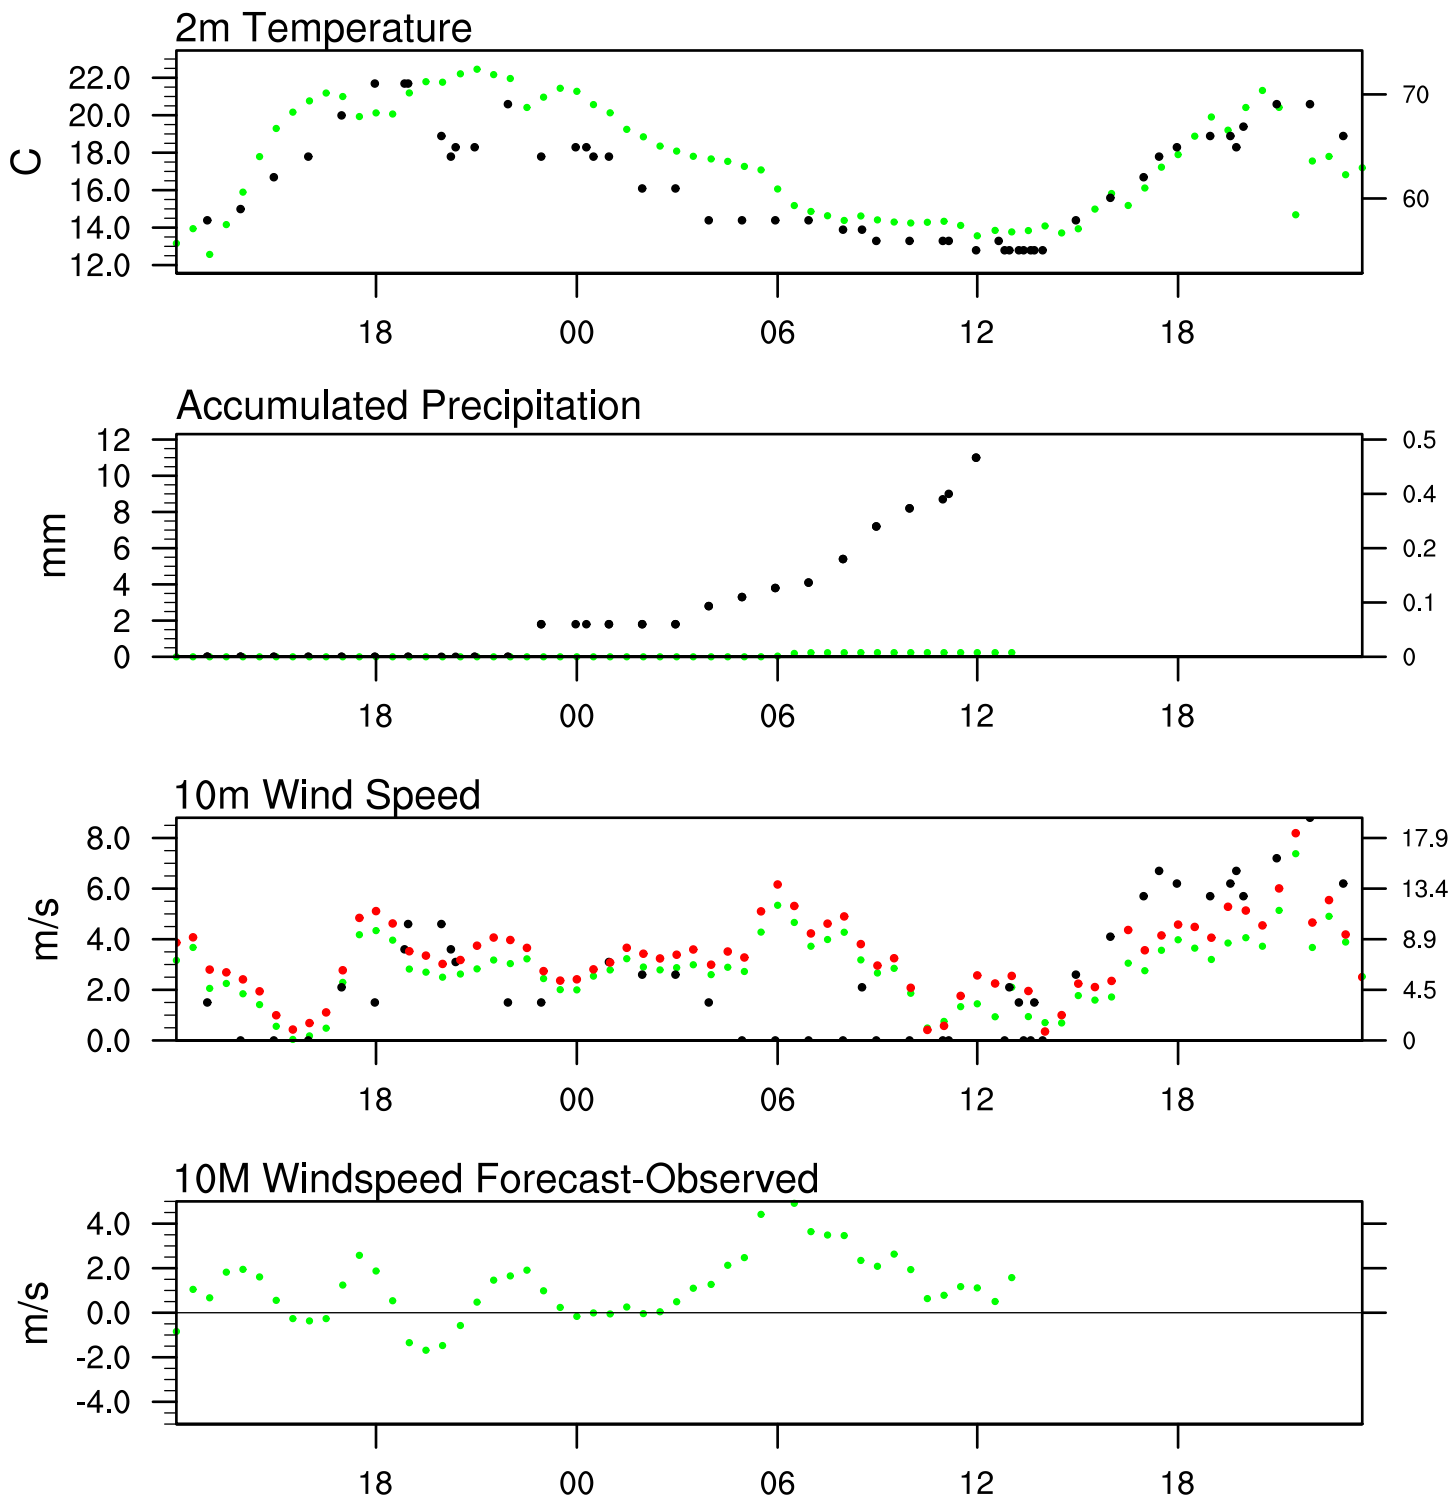 2m Temperature
22.0
20.0
18.0
16.0
14.0
12.0
C
70
60
18 00 06 12 18
Accumulated Precipitation
12
10
8
6
4
2
0
mm
0.5
0.4
0.2
0.1
0
18 00 06 12 18
10m Wind Speed
8.0
6.0
4.0
2.0
0.0
m/s
17.9
13.4
8.9
4.5
0
18 00 06 12 18
10M Windspeed Forecast-Observed
4.0
2.0
0.0
-2.0
-4.0
m/s
18 00 06 12 18